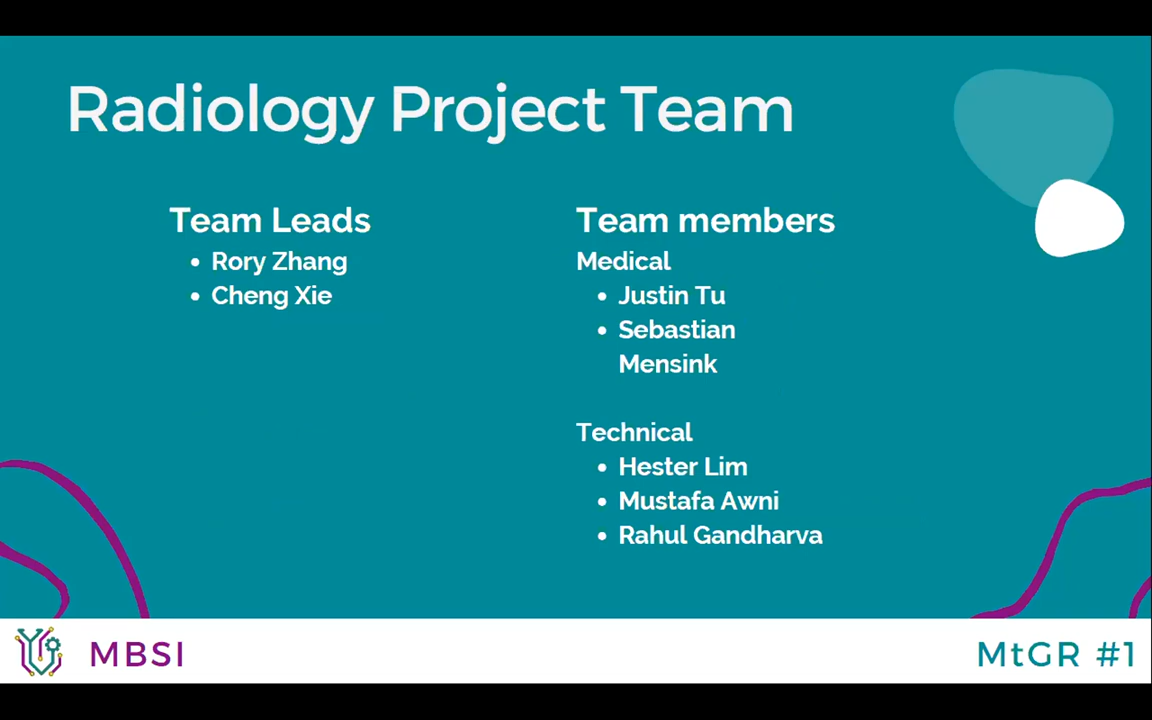 Radiology Project Team
Team Leads
• Rory Zhang
• Cheng Xie
Team members
Medical
• Justin Tu
• Sebastian
Mensink
Technical
• Hester Lim
• Mustafa Awni
• Rahul Gandharva
MBSI
MtGR #1